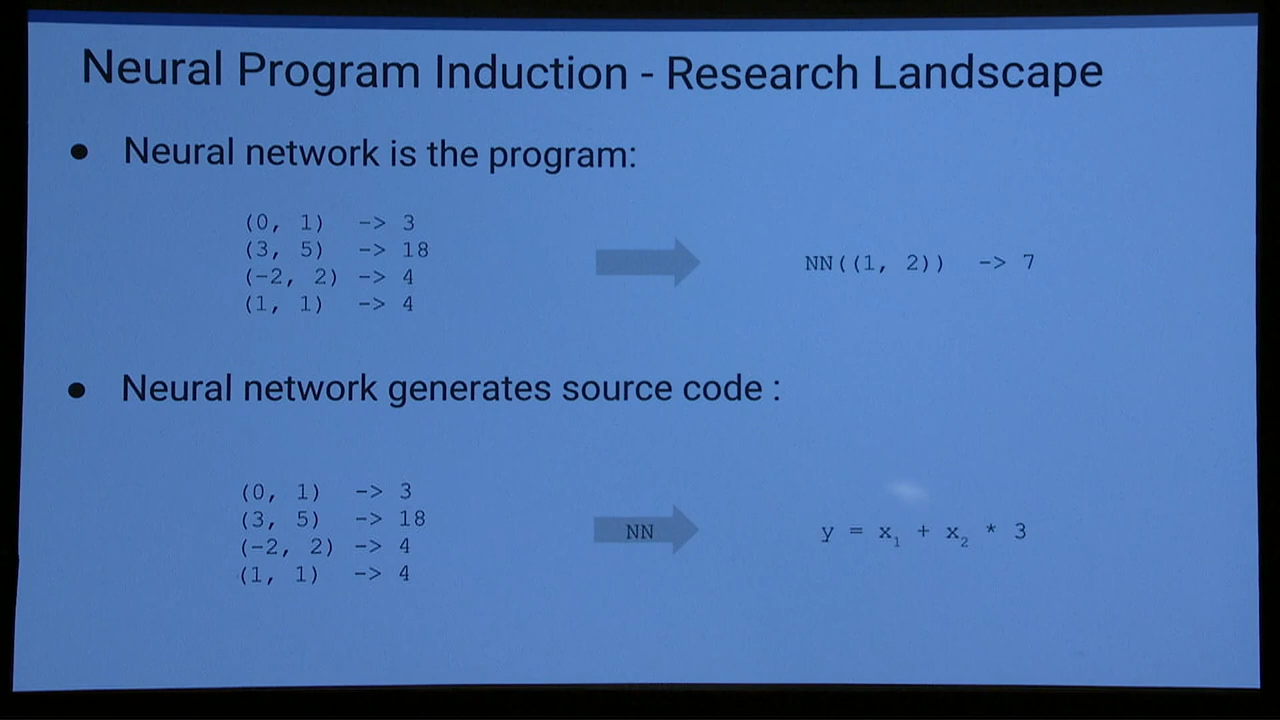 Neural Program Induction - Research Landscape
● Neural network is the program:
(0, 1) -> 3
(3, 5) -> 18
(-2, 2) -> 4
(1, 1) -> 4
NN((1, 2)) -> 7
● Neural network generates source code :
(0, 1) -> 3
(3, 5) -> 18
(-2, 2) -> 4
(1, 1) -> 4
NN
y = x₁ + x₂ * 3